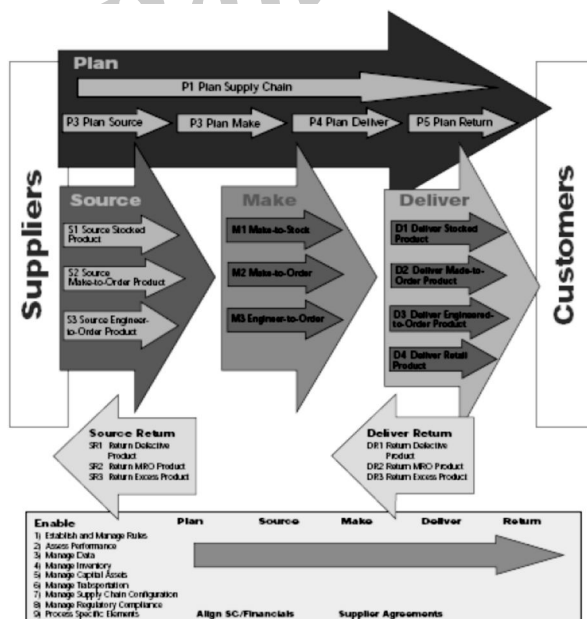 Plan
P1 Plan Supply Chain
P3 Plan Source
P3 Plan Make
P4 Plan Deliver
P5 Plan Return
Suppliers
Customers
Source
S1 Source Stocked
Product
S2 Source
Make-to-Order Product
S3 Source Engineer-
to-Order Product
Make
M1 Make-to-Stock
M2 Make-to-Order
M3 Engineer-to-Order
Deliver
D1 Deliver Stocked
Product
D2 Deliver Made-to-
Order Product
D3 Deliver Engineered-
to-Order Product
D4 Deliver Retail
Product
Source Return
SR1 Return Defective
Product
SR2 Return MRO Product
SR3 Return Excess Product
Deliver Return
DR1 Return Defective
Product
DR2 Return MRO Product
DR3 Return Excess Product
Enable
Plan Source Make Deliver Return
1) Establish and Manage Rules
2) Assess Performance
3) Manage Data
4) Manage Inventory
5) Manage Capital Assets
6) Manage Trabsportation
7) Manage Supply Chain Configuration
8) Manage Regulatory Compliance
9) Process Specific Elements
Align SC/Financials
Supplier Agreements